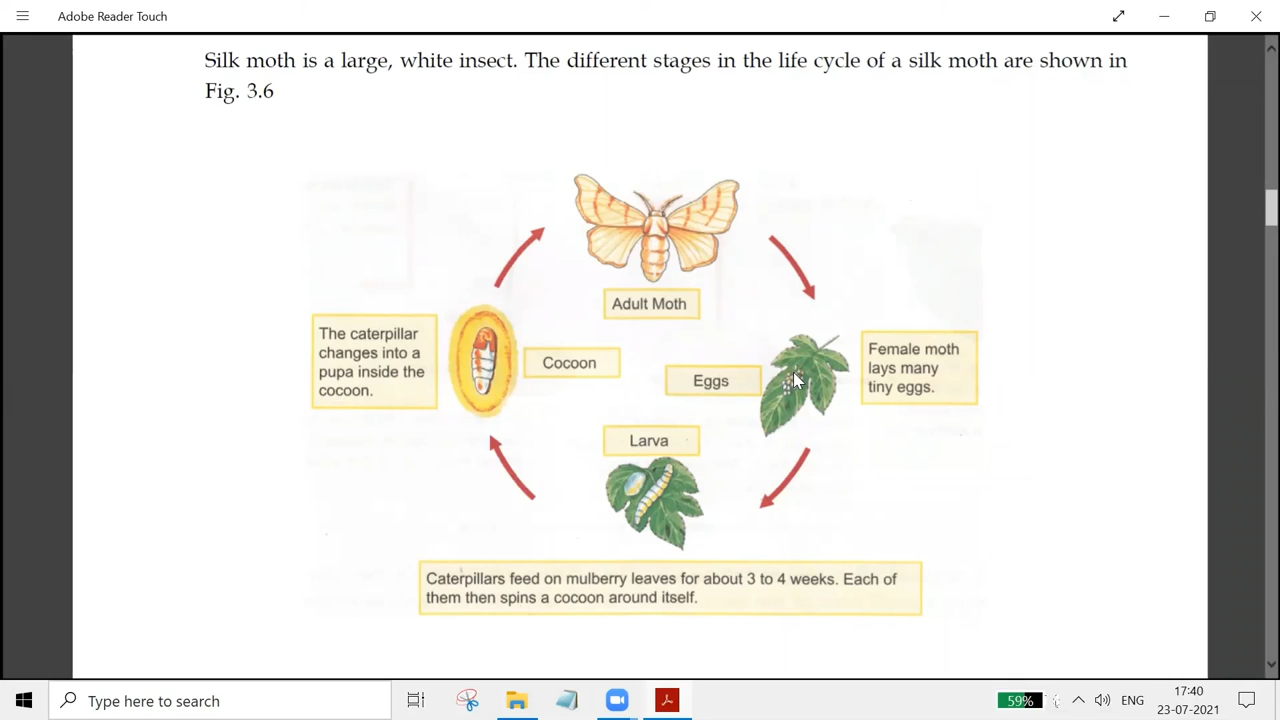 Adobe Reader Touch
Silk moth is a large, white insect. The different stages in the life cycle of a silk moth are shown in
Fig. 3.6
Adult Moth
The caterpillar
changes into a
pupa inside the
cocoon.
Cocoon
Eggs
Female moth
lays many
tiny eggs.
Larva
Caterpillars feed on mulberry leaves for about 3 to 4 weeks. Each of
them then spins a cocoon around itself.
Type here to search
59%
ENG
17:40
23-07-2021